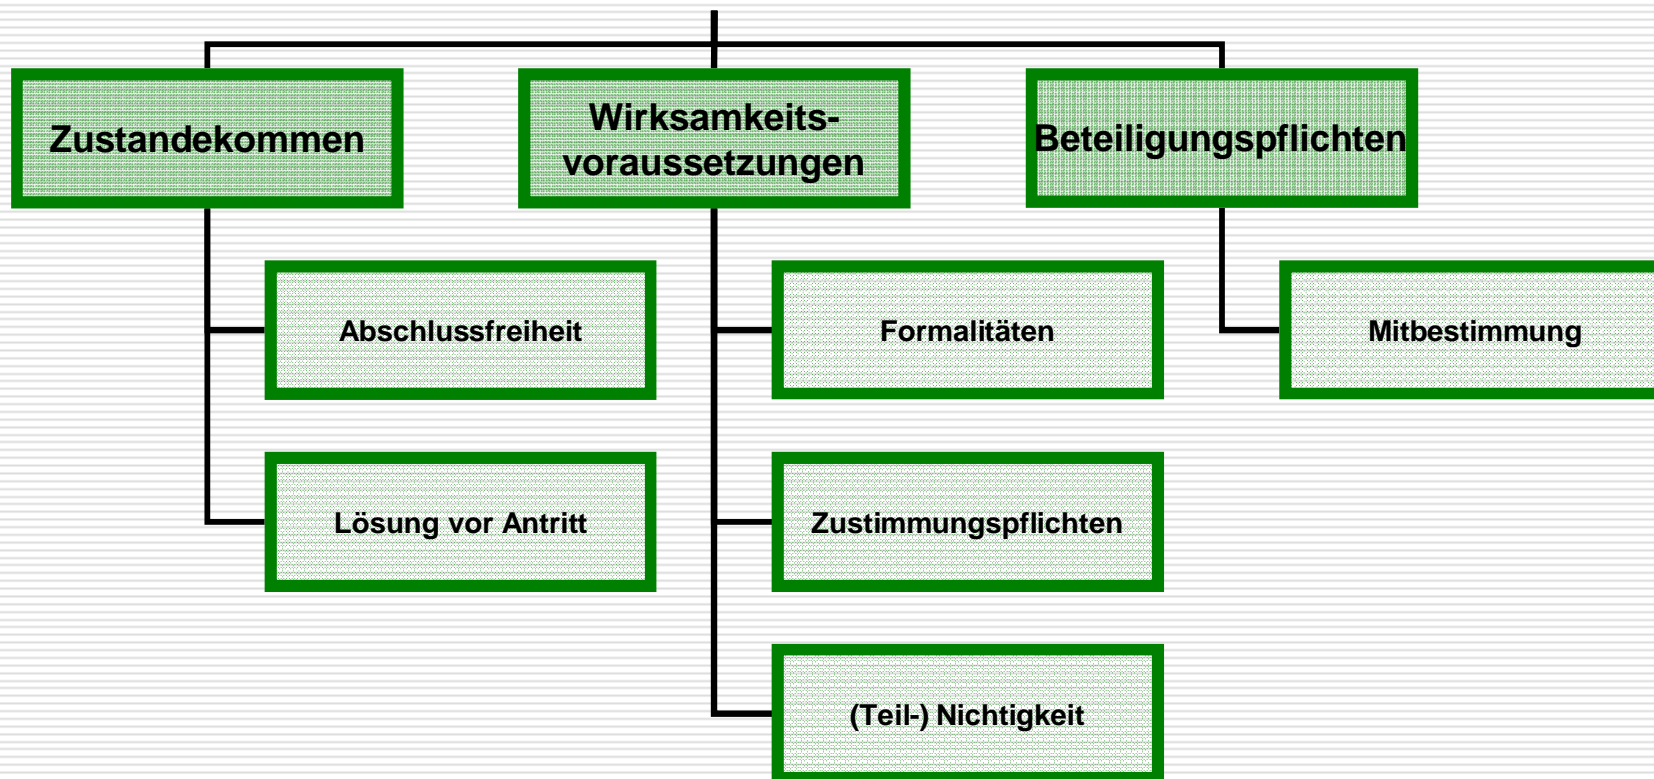 Zustandekommen
Wirksamkeits-
voraussetzungen
Beteiligungspflichten
Abschlussfreiheit
Formalitäten
Mitbestimmung
Lösung vor Antritt
Zustimmungspflichten
(Teil-) Nichtigkeit